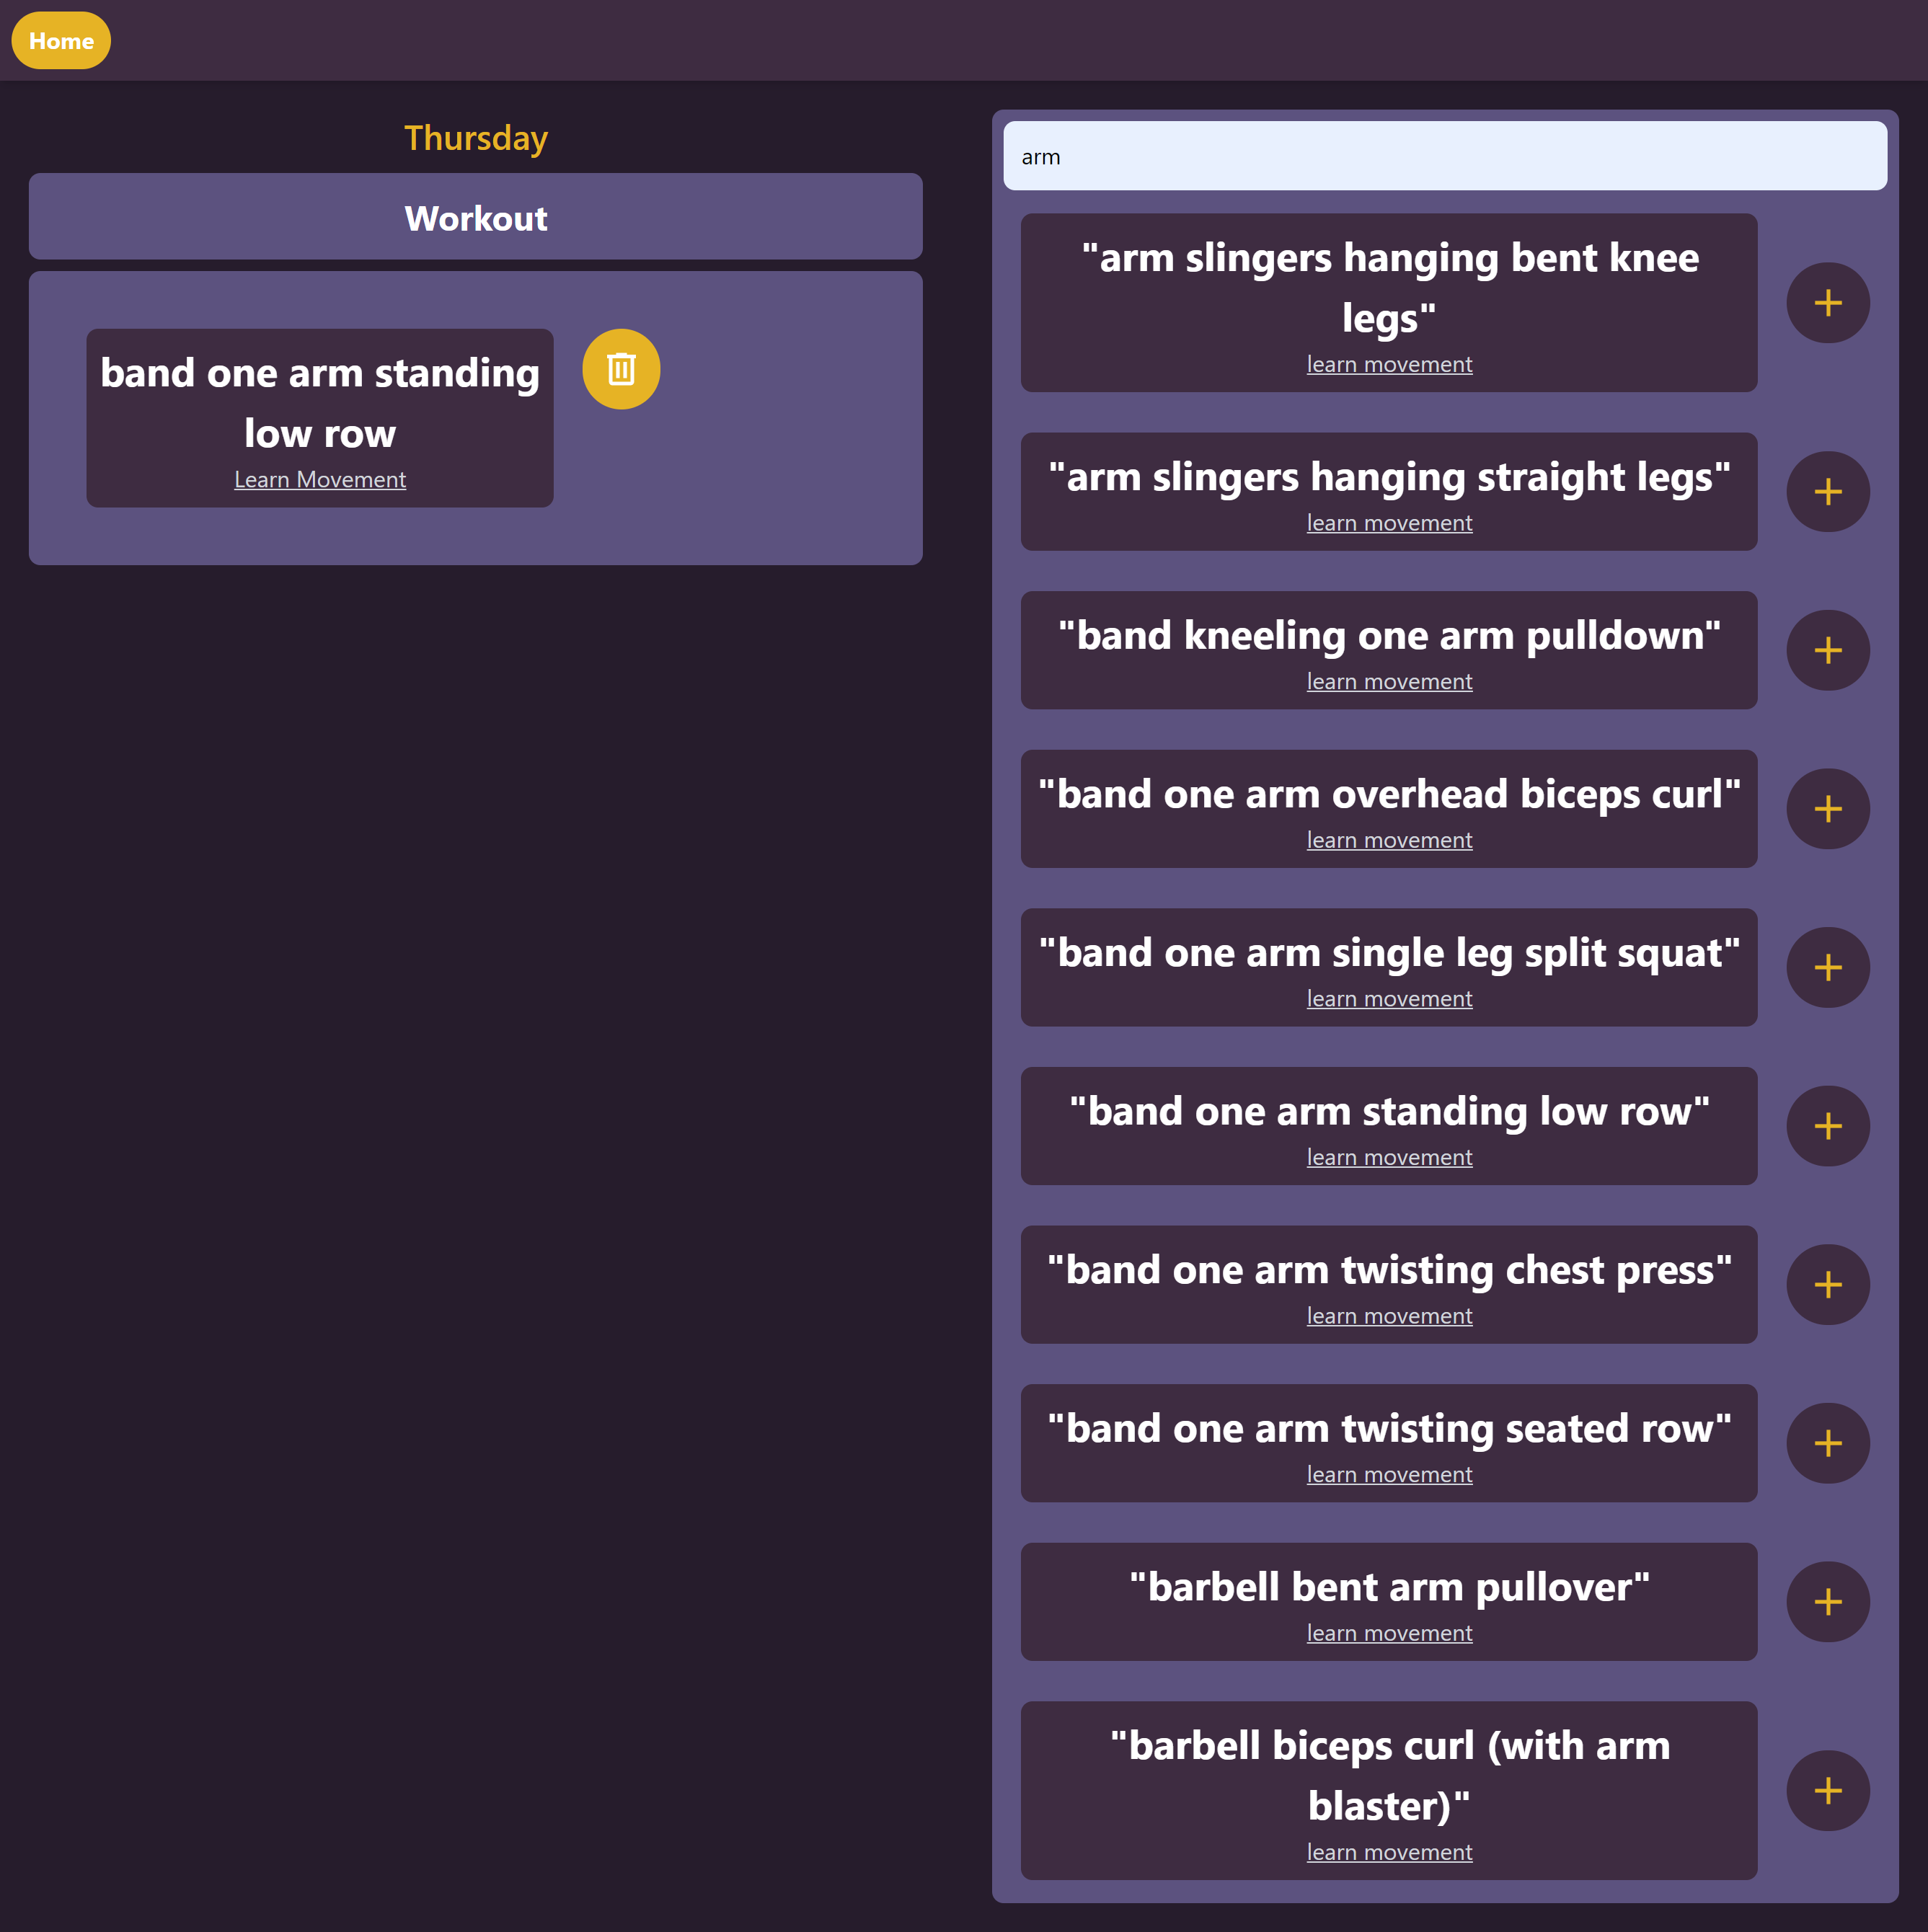 Home
Thursday
Workout
band one arm standing
low row
Learn Movement
arm
"arm slingers hanging bent knee
legs"
learn movement
"arm slingers hanging straight legs"
learn movement
"band kneeling one arm pulldown"
learn movement
"band one arm overhead biceps curl"
learn movement
"band one arm single leg split squat"
learn movement
"band one arm standing low row"
learn movement
"band one arm twisting chest press"
learn movement
"band one arm twisting seated row"
learn movement
"barbell bent arm pullover"
learn movement
"barbell biceps curl (with arm
blaster)"
learn movement